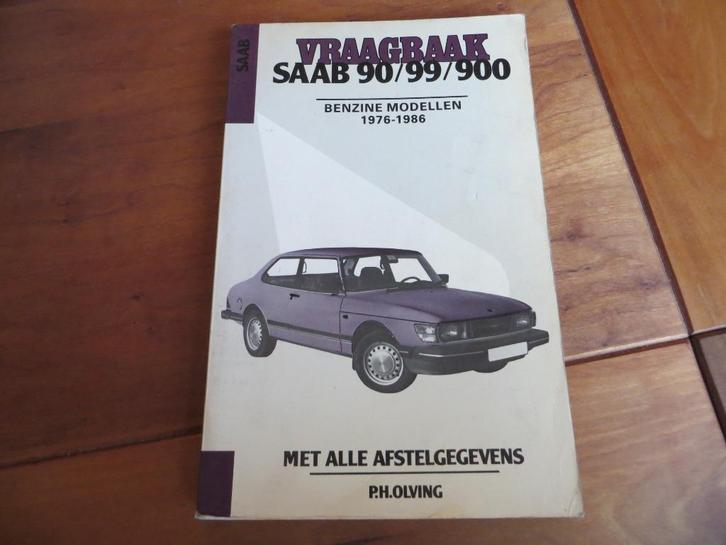 SAAB
VRAAGBAAK
SAAB 90/99/900
BENZINE MODELLEN
1976-1986
MET ALLE AFSTELGEGEVENS
P.H.OLVING